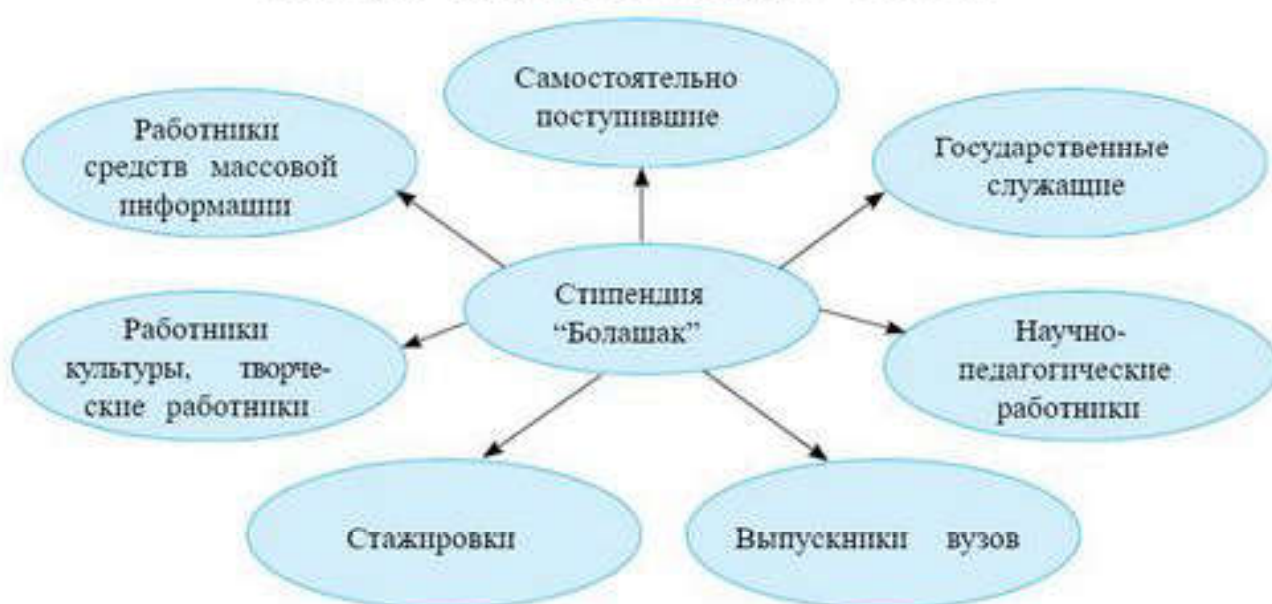 Самостоятельно
поступившие
Работники
средств массовой
информации
Государственные
служащие
Стипендия
“Болашак”
Работники
культуры, творче-
ские работники
Научно-
педагогические
работники
Стажировки
Выпускники вузов